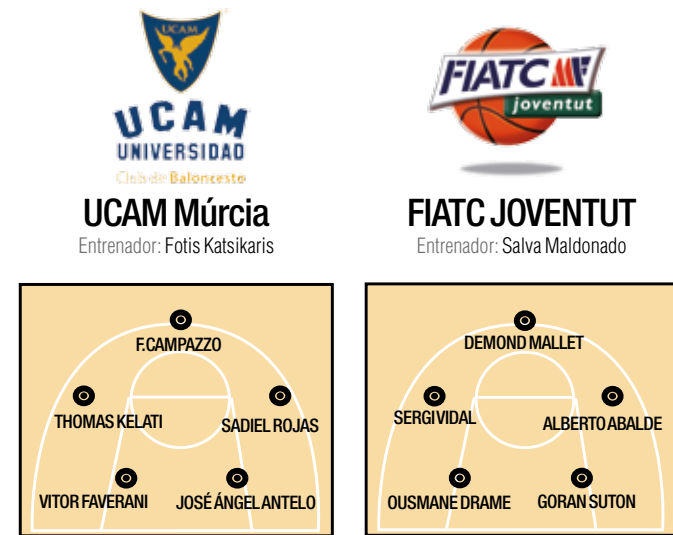 UCAM
UCAM
UNIVERSIDAD
Club de Baloncesto
UCAM Múrcia
Entrenador: Fotis Katsikaris
F.CAMPAZZO
THOMAS KELATI
SADIEL ROJAS
VITOR FAVERANI
JOSÉ ÁNGEL ANTELO
FIATC
joventut
FIATC JOVENTUT
Entrenador: Salva Maldonado
DEMOND MALLET
SERGI VIDAL
ALBERTO ABALDE
OUSMANE DRAME
GORAN SUTON